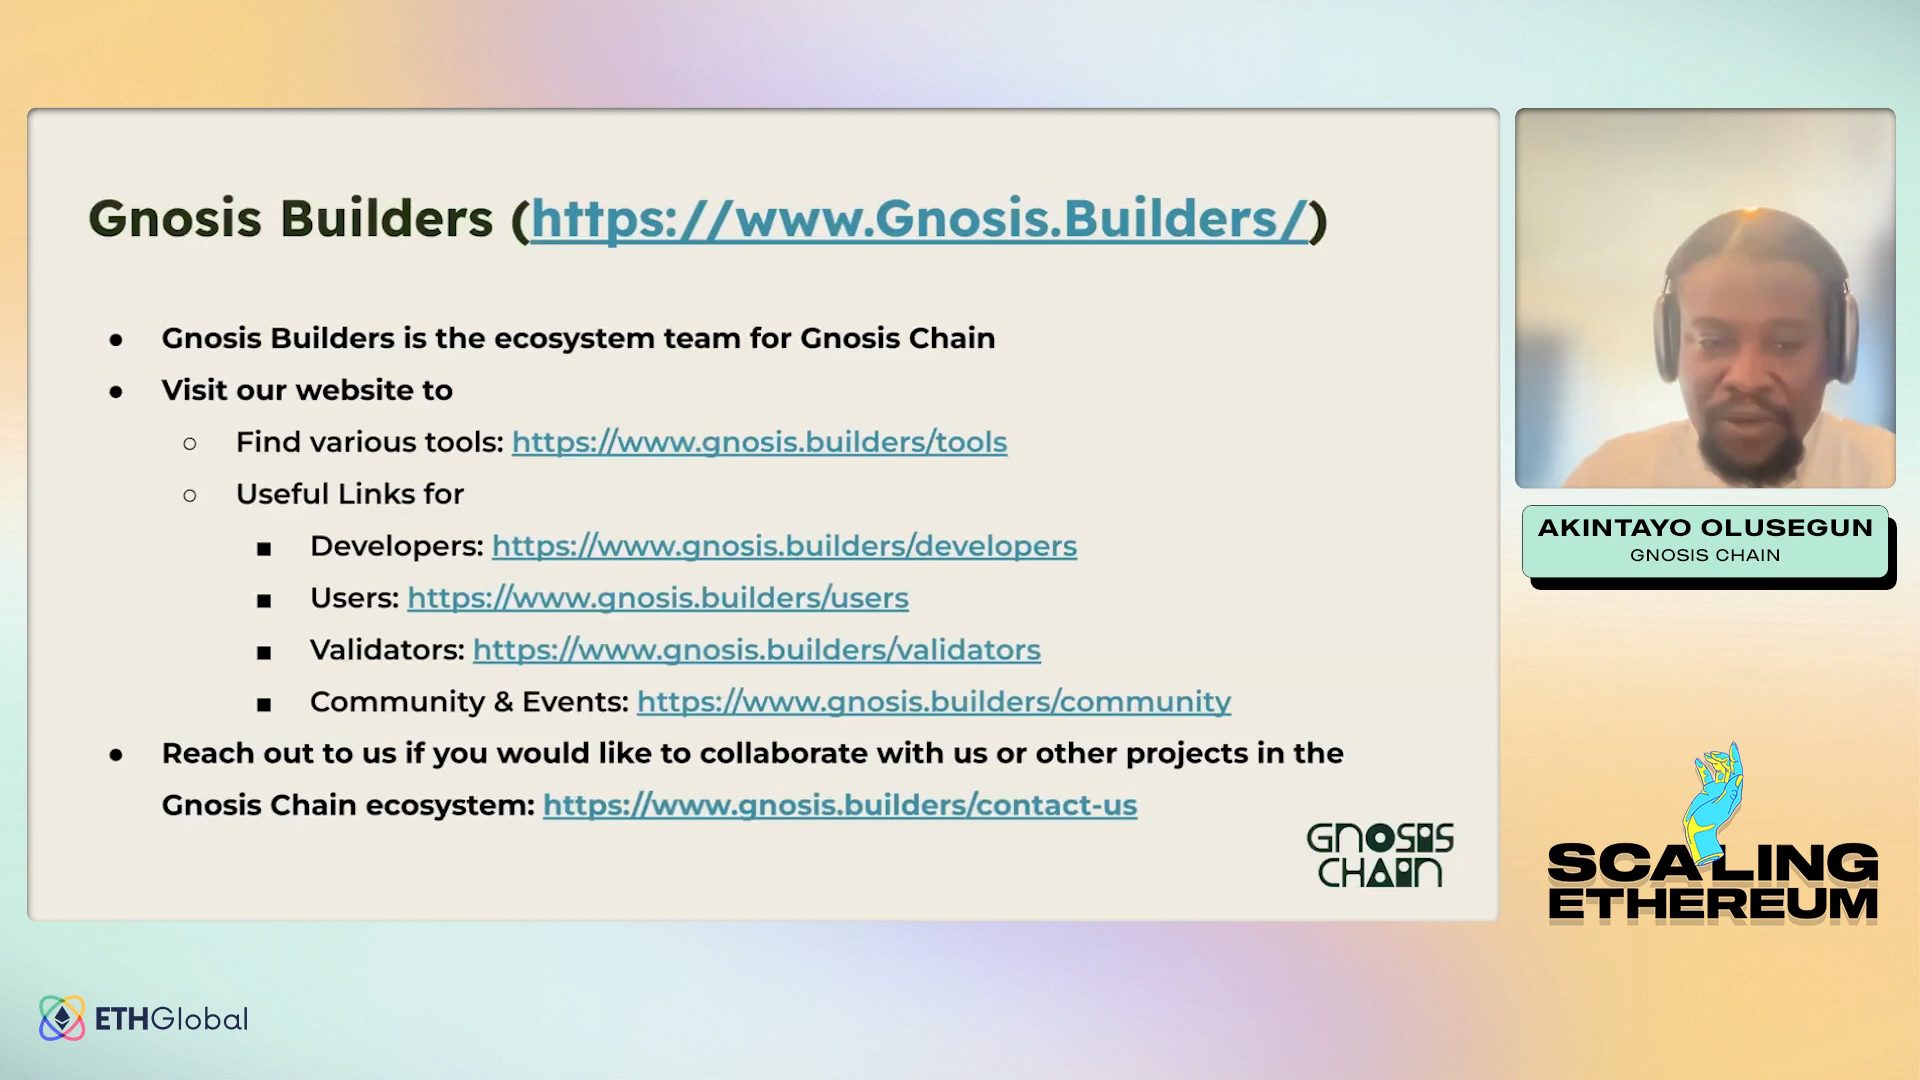 Gnosis Builders (https://www.Gnosis.Builders/)
● Gnosis Builders is the ecosystem team for Gnosis Chain
● Visit our website to
○ Find various tools: https://www.gnosis.builders/tools
○ Useful Links for
■ Developers: https://www.gnosis.builders/developers
■ Users: https://www.gnosis.builders/users
■ Validators: https://www.gnosis.builders/validators
■ Community & Events: https://www.gnosis.builders/community
● Reach out to us if you would like to collaborate with us or other projects in the
Gnosis Chain ecosystem: https://www.gnosis.builders/contact-us
GNOSIS
CHAIN
AKINTAYO OLUSEGUN
GNOSIS CHAIN
SCALING
ETHEREUM
ETHGlobal